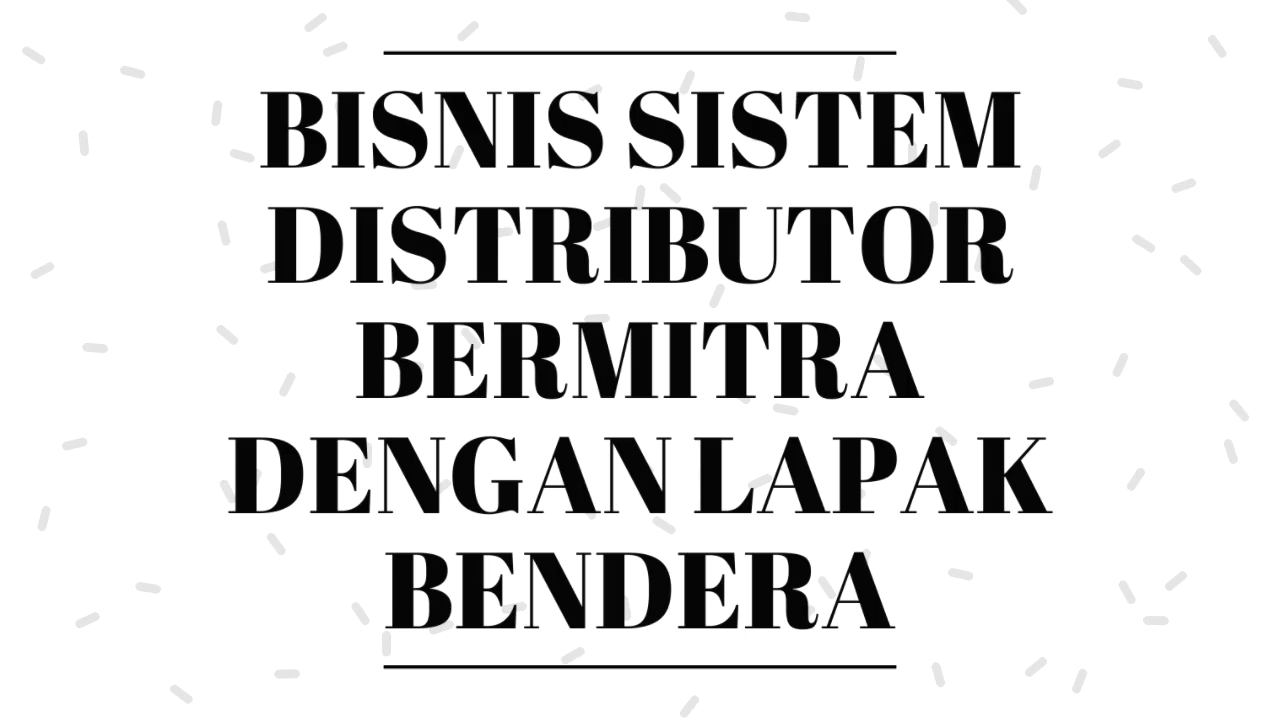 BISNIS SISTEM
DISTRIBUTOR
BERMITRA
DENGAN LAPAK
BENDERA